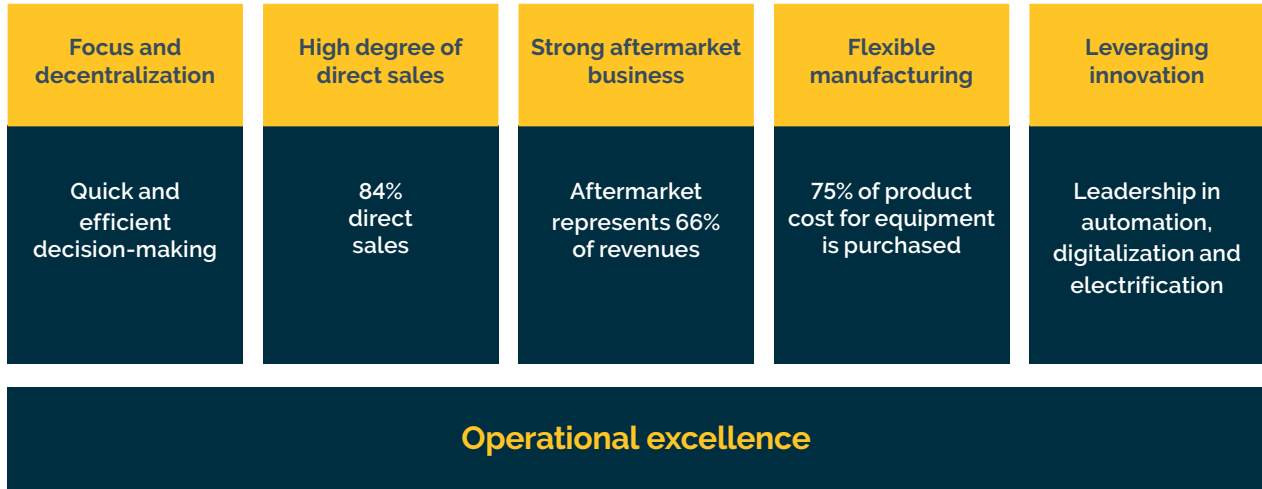 Focus and
decentralization
High degree of
direct sales
Strong aftermarket
business
Flexible
manufacturing
Leveraging
innovation
Quick and
efficient
decision-making
84%
direct
sales
Aftermarket
represents 66%
of revenues
75% of product
cost for equipment
is purchased
Leadership in
automation,
digitalization and
electrification
Operational excellence